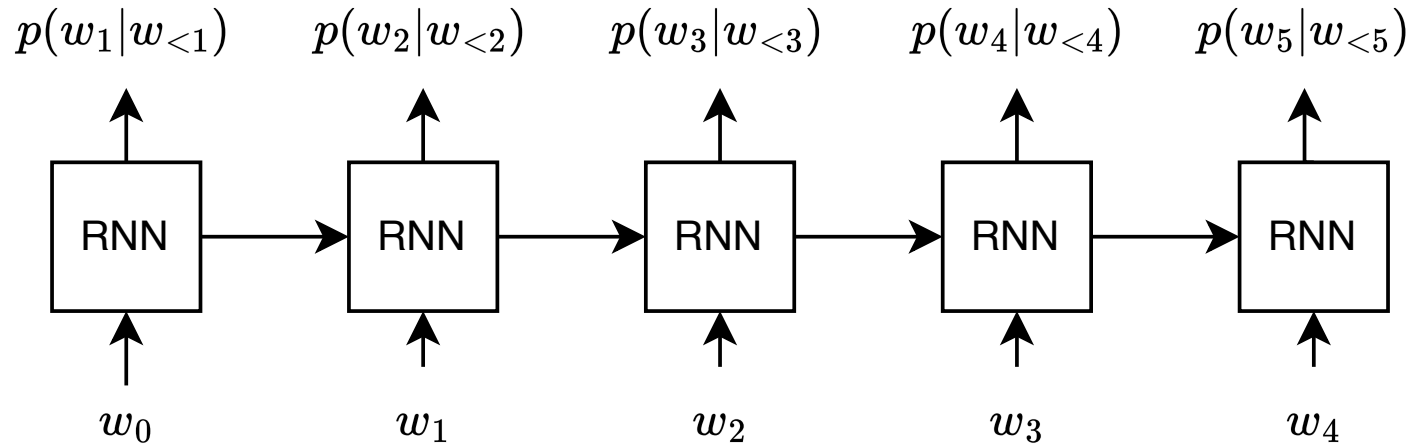 p(w₁|w<₁) p(w₂|w<₂) p(w₃|w<₃) p(w₄|w<₄) p(w₅|w<₅)
RNN RNN RNN RNN RNN
w₀ w₁ w₂ w₃ w₄